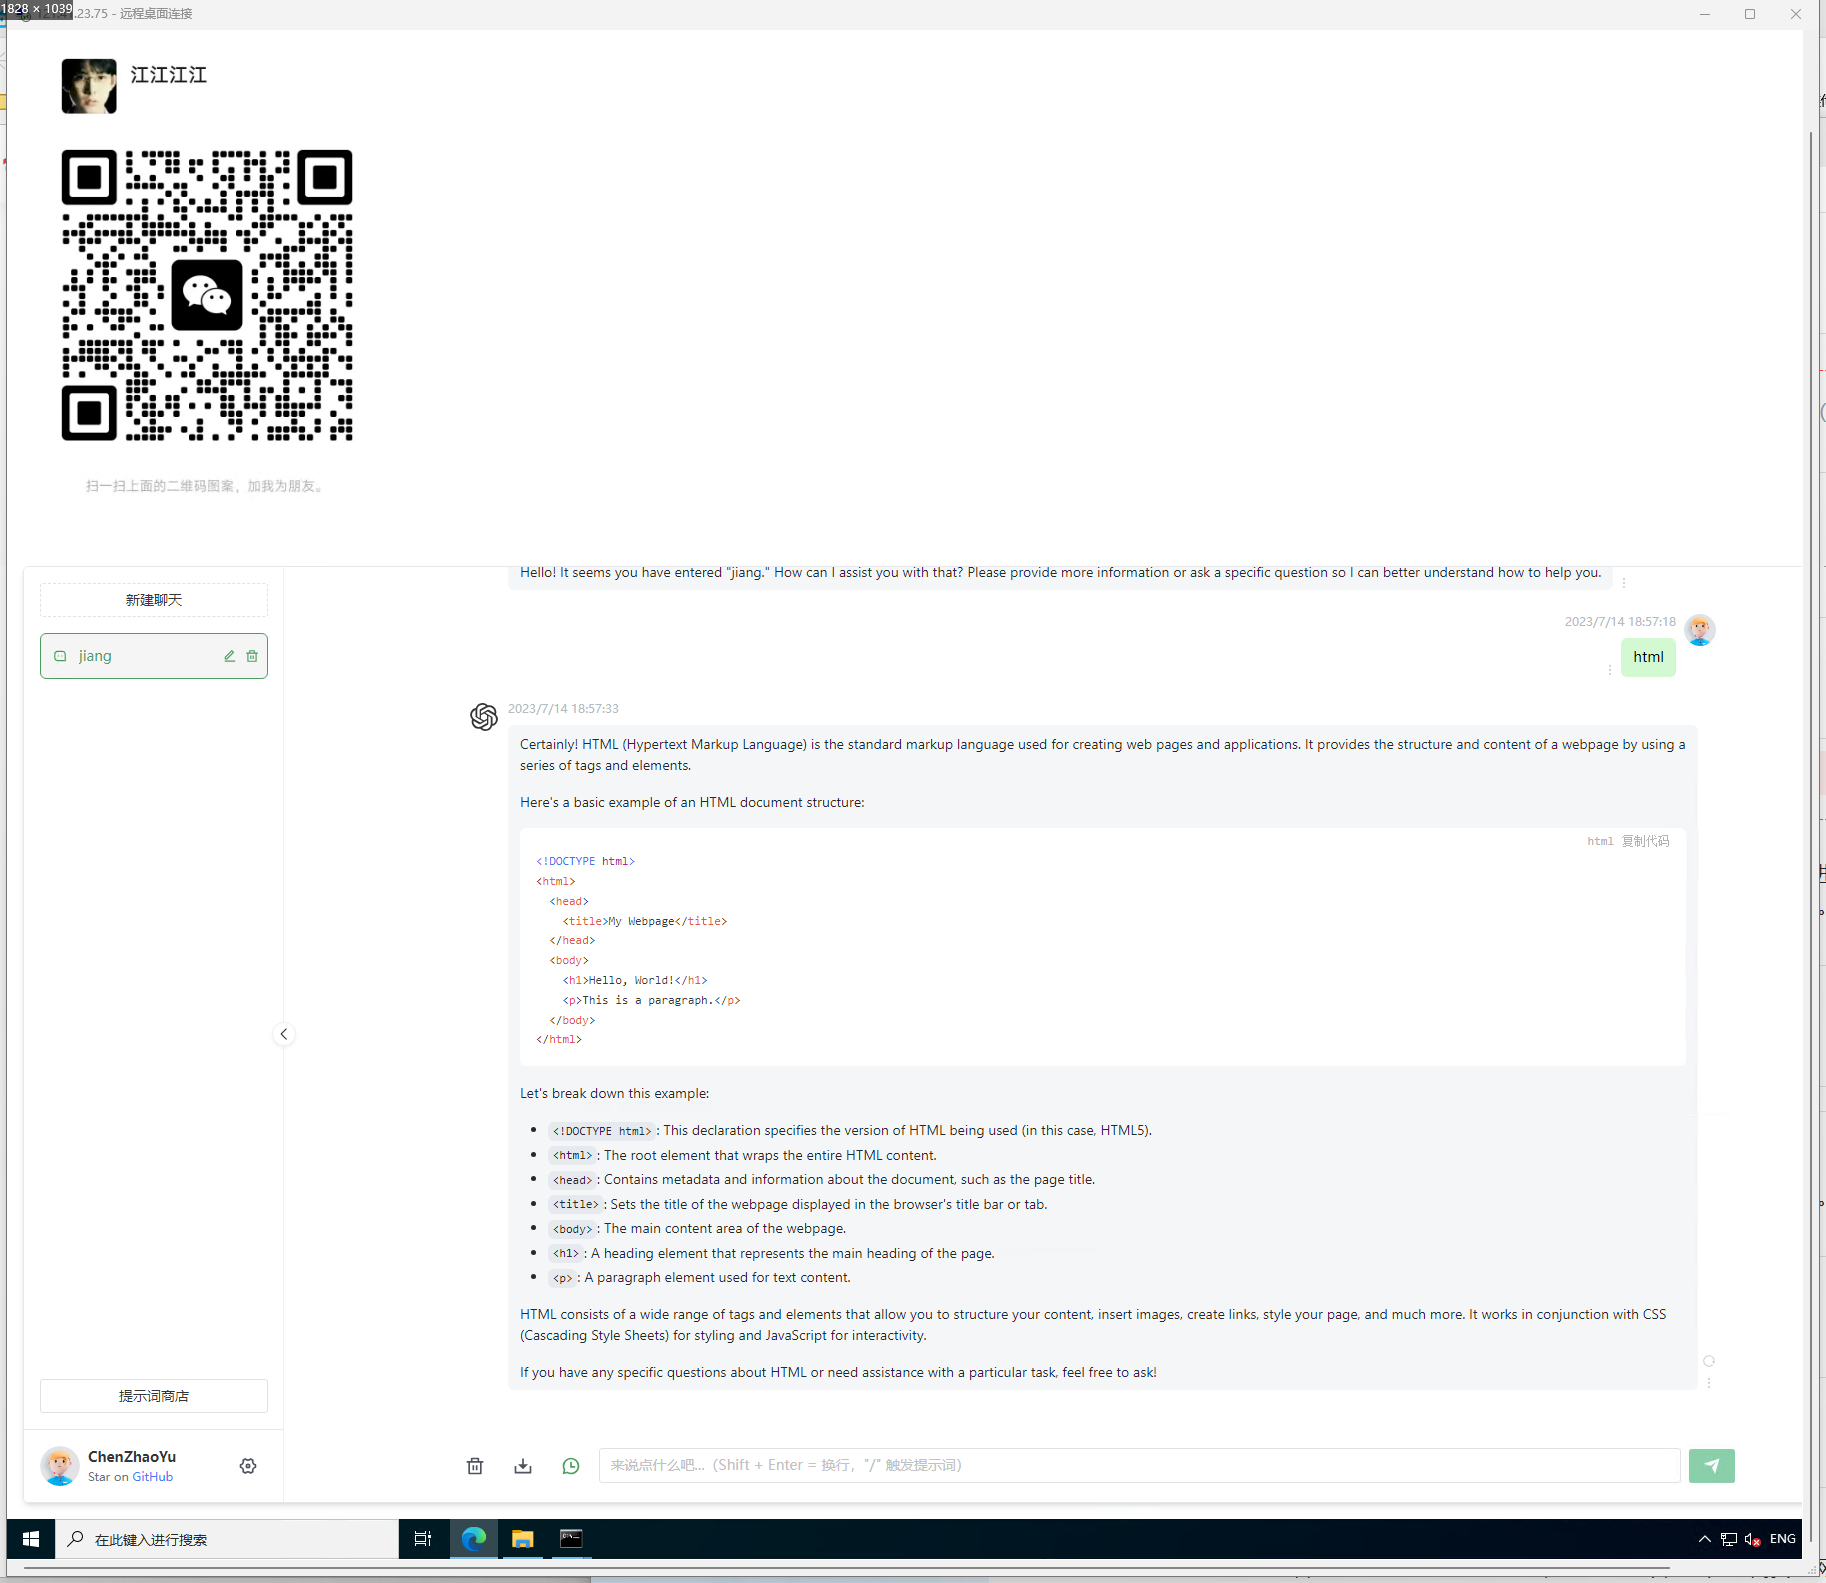 1828 × 1039
.23.75 - 远程桌面连接
江江江江
扫一扫上面的二维码图案，加我为朋友。
新建聊天
jiang
Hello! It seems you have entered "jiang." How can I assist you with that? Please provide more information or ask a specific question so I can better understand how to help you.
2023/7/14 18:57:18
html
2023/7/14 18:57:33
Certainly! HTML (Hypertext Markup Language) is the standard markup language used for creating web pages and applications. It provides the structure and content of a webpage by using a
series of tags and elements.
Here's a basic example of an HTML document structure:
html 复制代码
<!DOCTYPE html>
<html>
<head>
<title>My Webpage</title>
</head>
<body>
<h1>Hello, World!</h1>
<p>This is a paragraph.</p>
</body>
</html>
Let's break down this example:
• <!DOCTYPE html>: This declaration specifies the version of HTML being used (in this case, HTML5).
• <html>: The root element that wraps the entire HTML content.
• <head>: Contains metadata and information about the document, such as the page title.
• <title>: Sets the title of the webpage displayed in the browser's title bar or tab.
• <body>: The main content area of the webpage.
• <h1>: A heading element that represents the main heading of the page.
• <p>: A paragraph element used for text content.
HTML consists of a wide range of tags and elements that allow you to structure your content, insert images, create links, style your page, and much more. It works in conjunction with CSS
(Cascading Style Sheets) for styling and JavaScript for interactivity.
If you have any specific questions about HTML or need assistance with a particular task, feel free to ask!
提示词商店
ChenZhaoYu
Star on GitHub
来说点什么吧...（Shift + Enter = 换行，"/" 触发提示词）
在此键入进行搜索
ENG